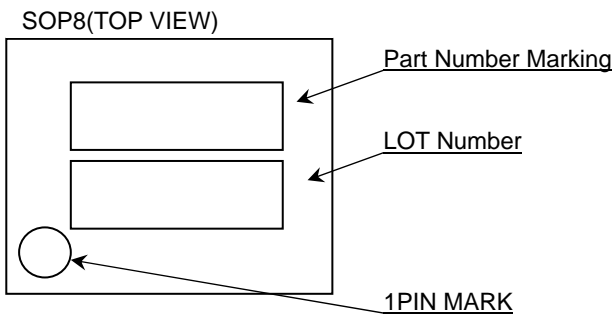 SOP8(TOP VIEW)
Part Number Marking
LOT Number
1PIN MARK